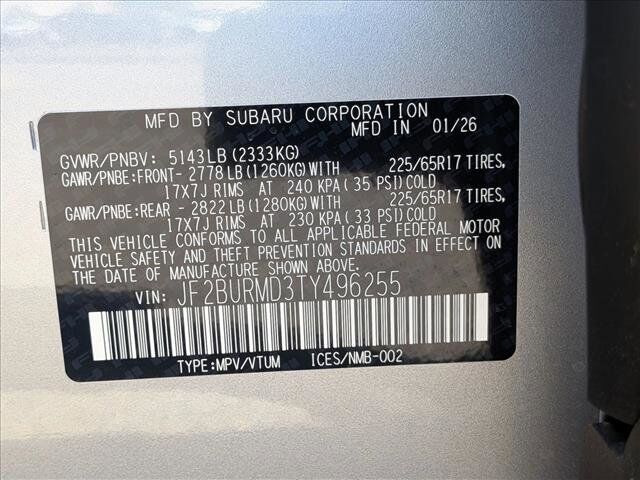 MFD BY SUBARU CORPORATION
MFD IN 01/26
GVWR/PNBV: 5143LB(2333KG)
GAWR/PNBE:FRONT- 2778LB(1260KG)WITH 225/65R17 TIRES,
17X7J RIMS AT 240 KPA(35 PSI)COLD
GAWR/PNBE:REAR - 2822LB(1280KG)WITH 225/65R17 TIRES,
17X7J RIMS AT 230 KPA(33 PSI)COLD
THIS VEHICLE CONFORMS TO ALL APPLICABLE FEDERAL MOTOR
VEHICLE SAFETY AND THEFT PREVENTION STANDARDS IN EFFECT
ON THE DATE OF MANUFACTURE SHOWN ABOVE.
VIN: JF2BURMD3TY496255
TYPE:MPV/VTUM ICES/NMB-002